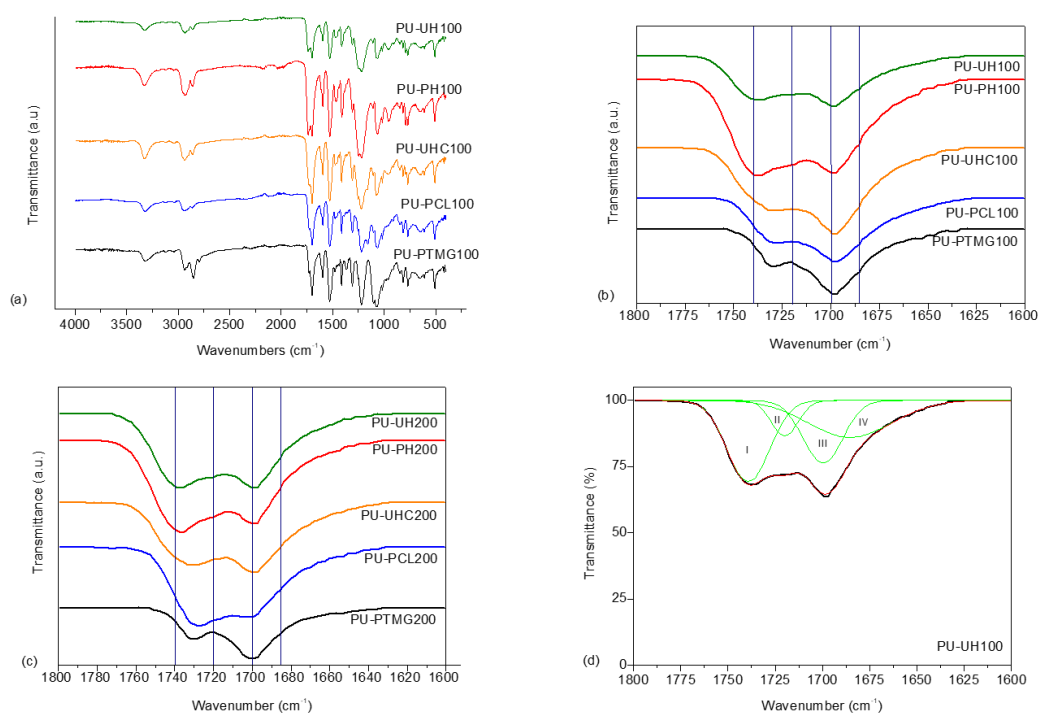 PU-UH100
PU-PH100
PU-UHC100
PU-PCL100
PU-PTMG100
Transmittance (a.u)
4000 3500 3000 2500 2000 1500 1000 500
Wavenumbers (cm⁻¹)
(a)
PU-UH100
PU-PH100
PU-UHC100
PU-PCL100
PU-PTMG100
Transmittance (a.u)
1800 1775 1750 1725 1700 1675 1650 1625 1600
Wavenumber (cm⁻¹)
(b)
PU-UH200
PU-PH200
PU-UHC200
PU-PCL200
PU-PTMG200
Transmittance (a.u.)
1800 1780 1760 1740 1720 1700 1680 1660 1640 1620 1600
Wavenumber (cm⁻¹)
(c)
100
75
50
25
0
I
II
III
IV
Transmittance (%)
PU-UH100
1800 1775 1750 1725 1700 1675 1650 1625 1600
Wavenumber (cm⁻¹)
(d)